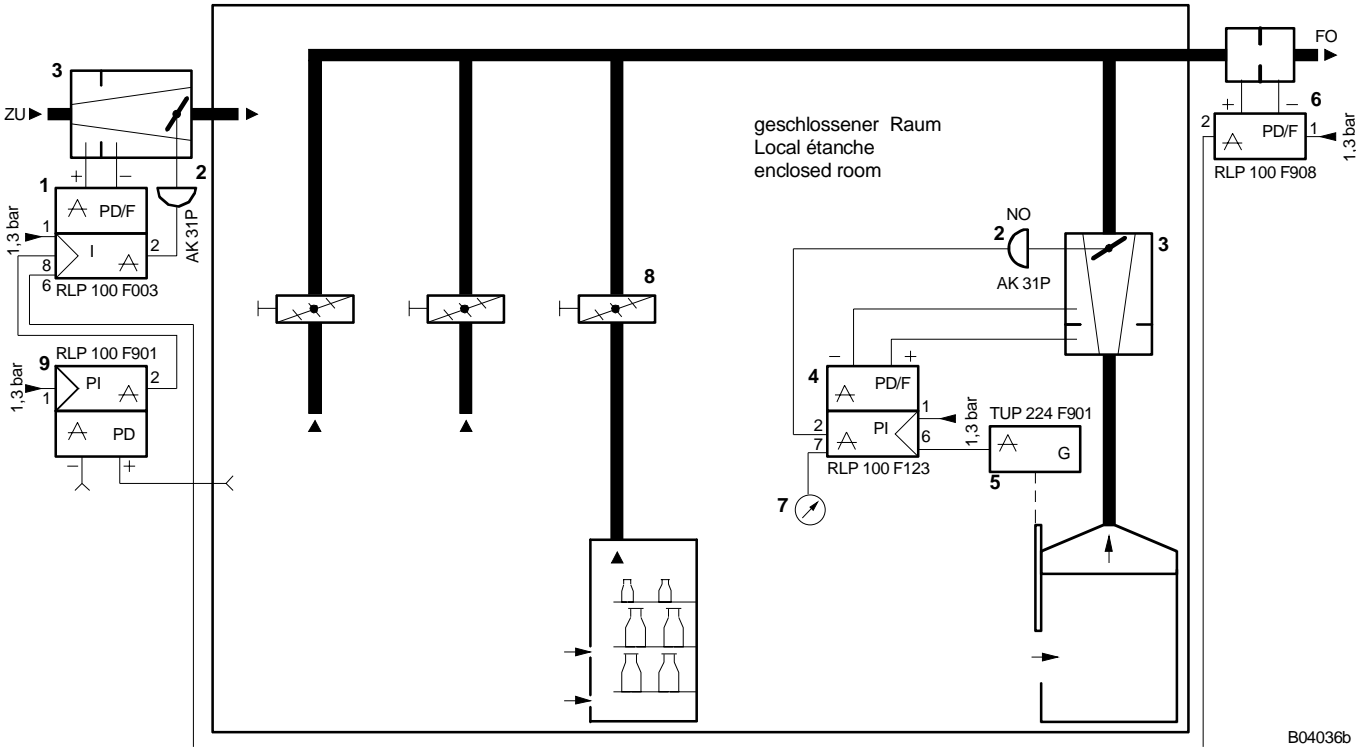 FO
3
ZU
+
−
6
2
PD/F
1
1,3 bar
RLP 100 F908
geschlossener Raum
Local étanche
enclosed room
+
−
2
1
PD/F
AK 31P
1,3 bar
1
I
2
8
6
RLP 100 F003
NO
2
3
AK 31P
8
RLP 100 F901
9
PI
2
1,3 bar
1
PD
−
+
−
+
4
PD/F
1
1,3 bar
TUP 224 F901
2
PI
7
6
G
RLP 100 F123
5
7
B04036b